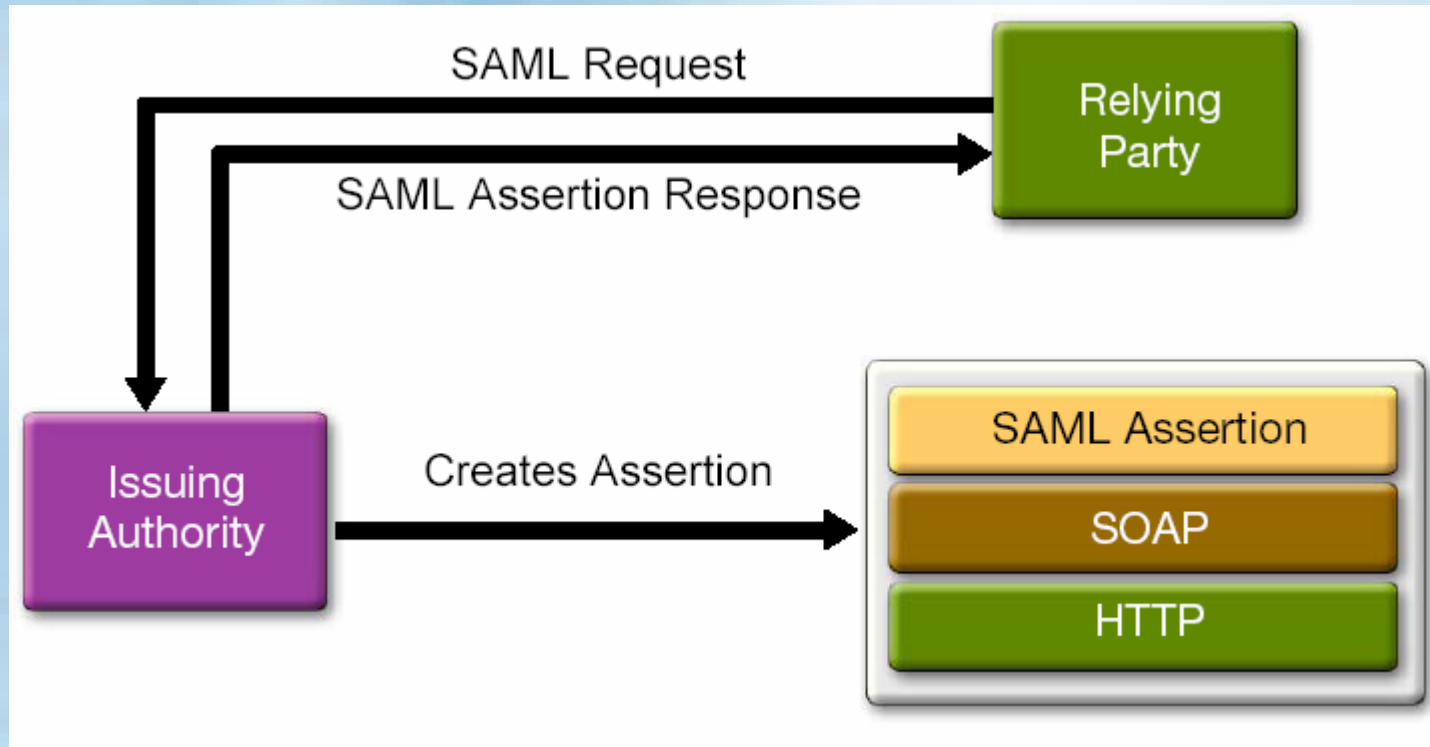 SAML Request
Relying
Party
SAML Assertion Response
Issuing
Authority
Creates Assertion
SAML Assertion
SOAP
HTTP